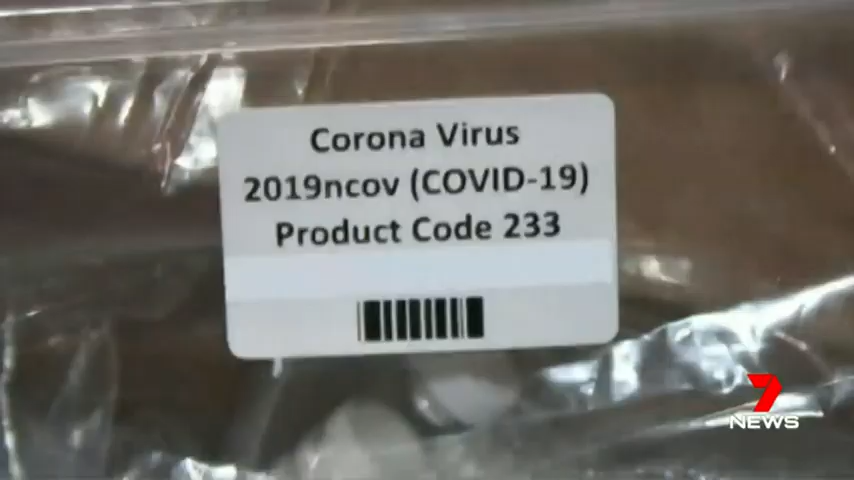 Corona Virus
2019ncov (COVID-19)
Product Code 233
7
NEWS